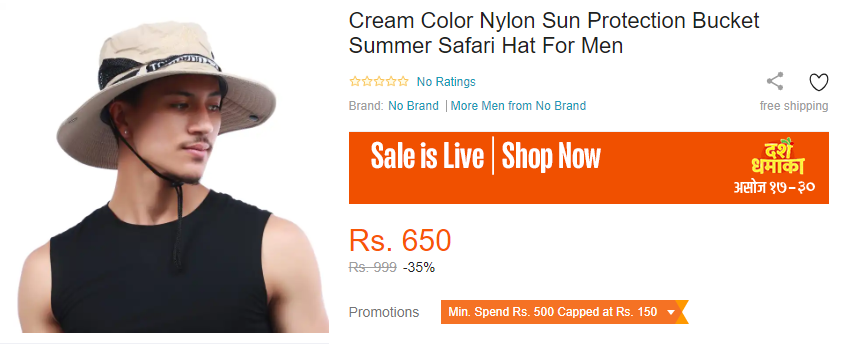 Cream Color Nylon Sun Protection Bucket
Summer Safari Hat For Men
No Ratings
Brand: No Brand | More Men from No Brand
free shipping
Sale is Live | Shop Now
दशैं
धमाका
असोज १७-३०
Rs. 650
Rs. 999 -35%
Promotions
Min. Spend Rs. 500 Capped at Rs. 150